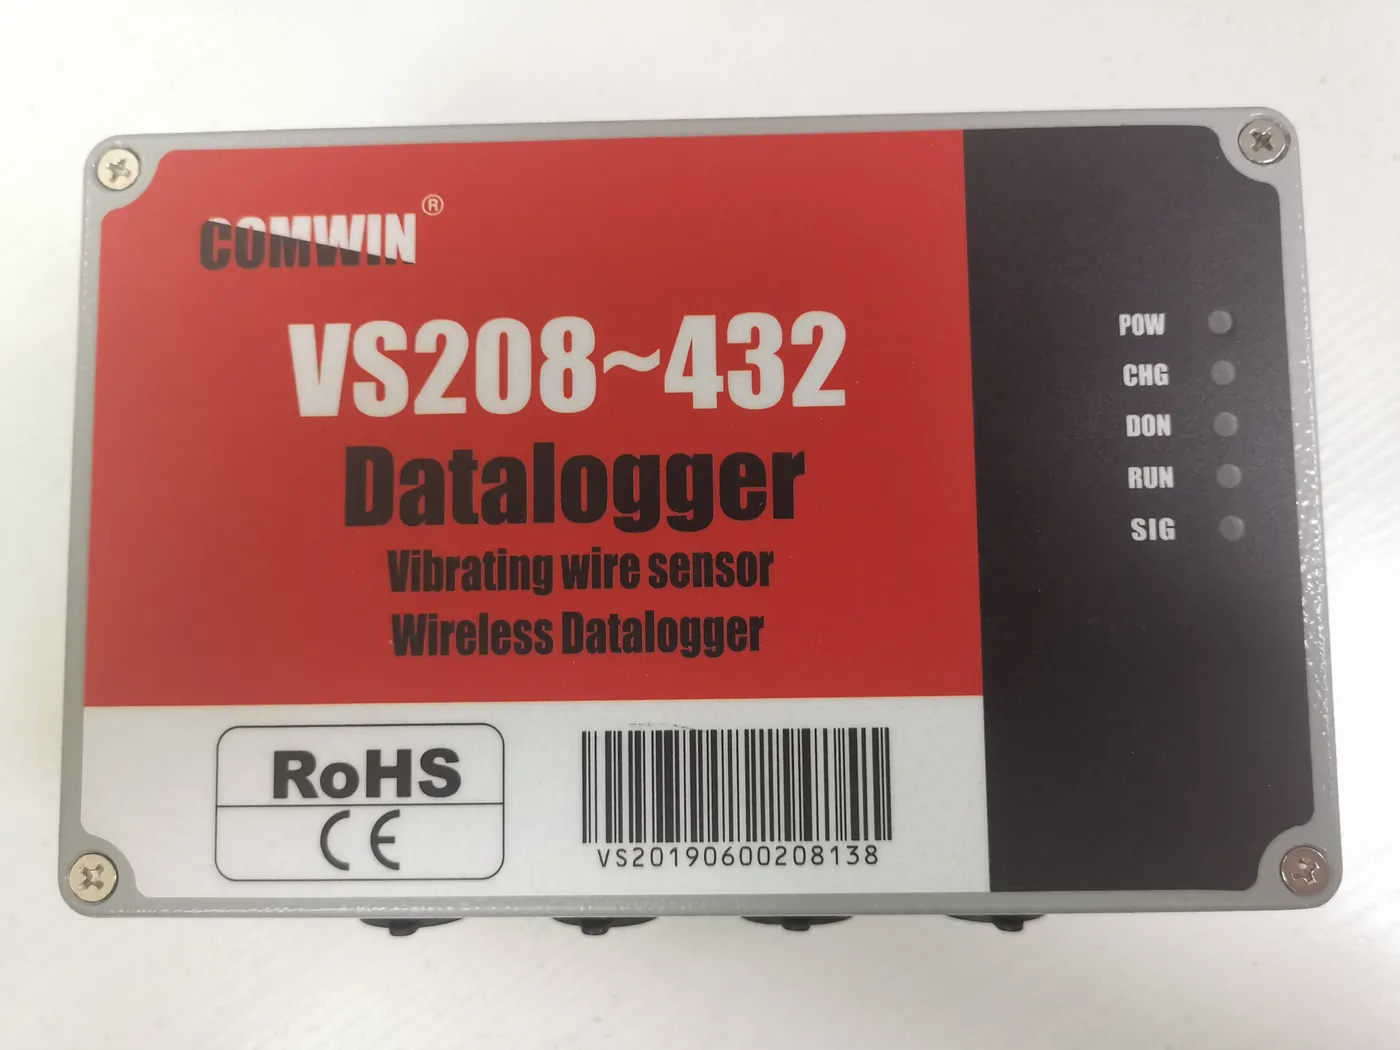 COMWIN®
VS208~432
Datalogger
Vibrating wire sensor
Wireless Datalogger
POW
CHG
DON
RUN
SIG
RoHS
CE
VS20190600208138